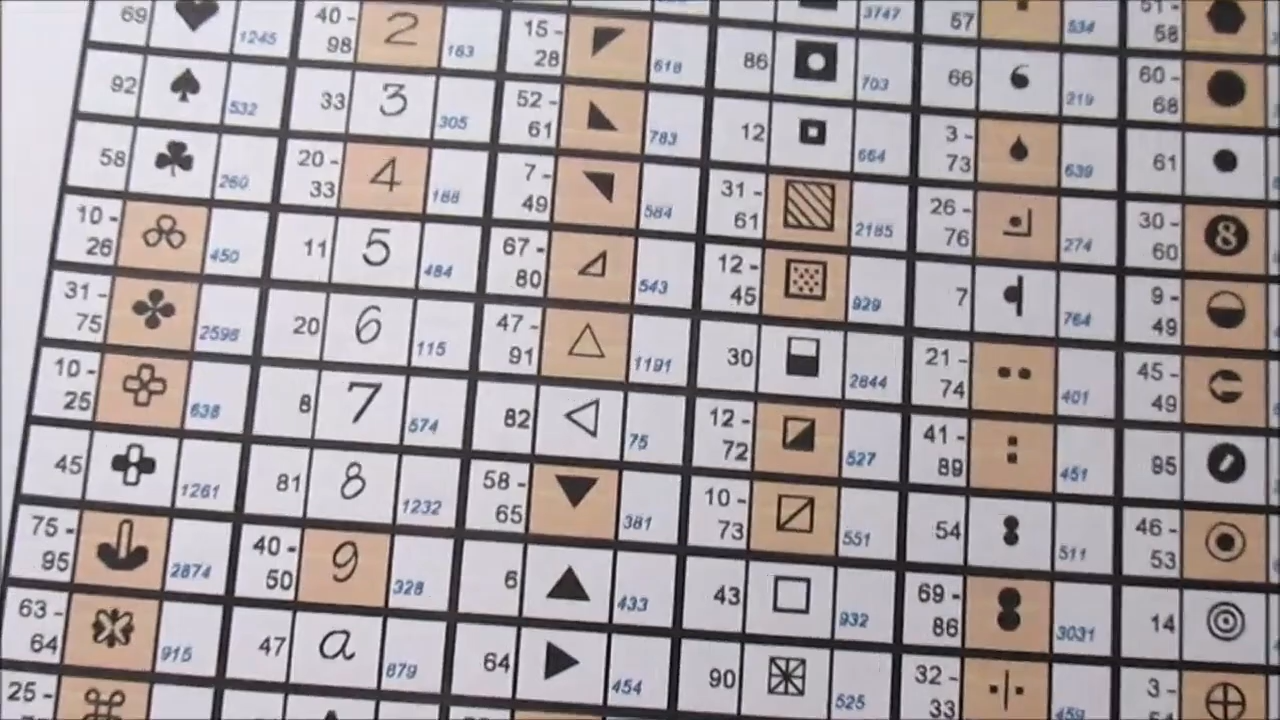 69 1245
40 - 98 2 163
15 - 28 618
3747
57 534
58
92 532
33 3 305
52 - 61 783
86 703
66 219
60 - 68
58 260
20 - 33 4 188
7 - 49 584
12 664
3 - 73 639
61
10 - 26 450
11 5 484
67 - 80 543
31 - 61 2185
26 - 76 274
30 - 60 8
31 - 75 2596
20 6 115
47 - 91 1191
12 - 45 929
7 764
9 - 49
10 - 25 638
8 7 574
82 75
30 2844
21 - 74 401
45 - 49
45 1261
81 8 1232
58 - 65 381
12 - 72 527
41 - 89 451
95
75 - 95 2874
40 - 50 9 328
6 433
10 - 73 551
54 511
46 - 53
63 - 64 915
47 a 879
64 454
43 932
69 - 86 3031
14
25 -
90 525
32 - 33 459
3 -